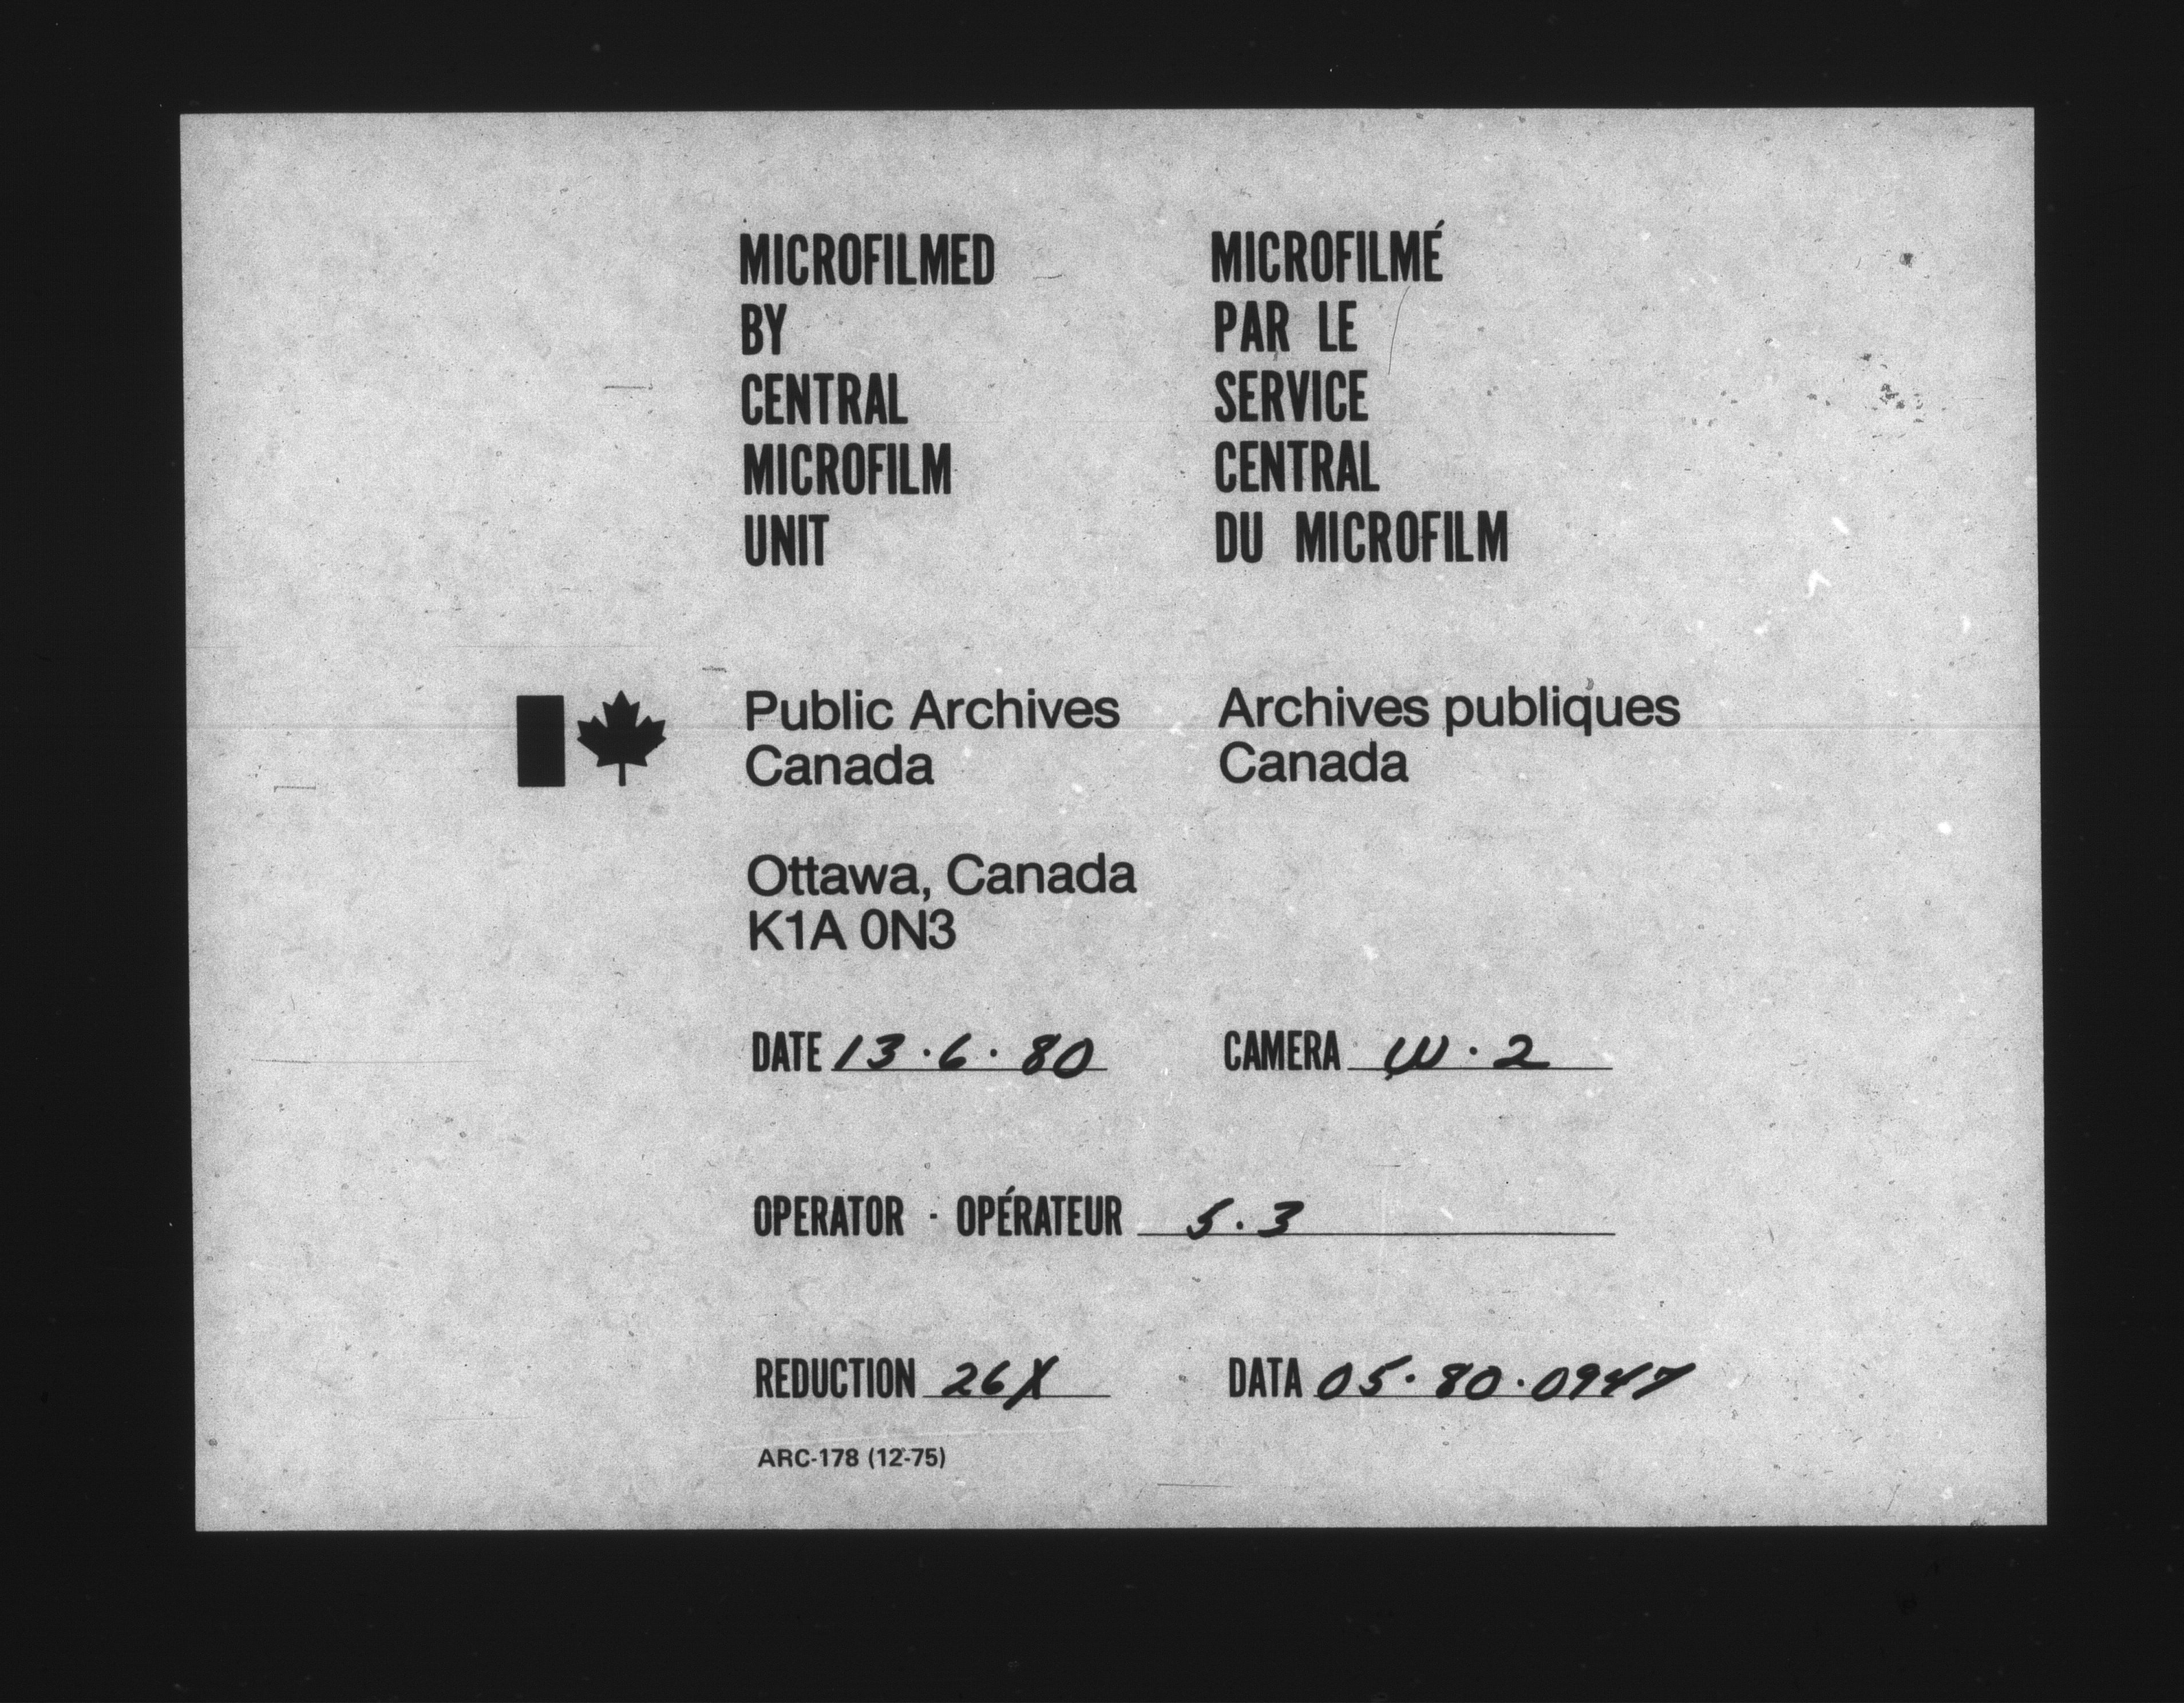 MICROFILMED
BY
CENTRAL
MICROFILM
UNIT
MICROFILMÉ
PAR LE
SERVICE
CENTRAL
DU MICROFILM
Public Archives
Canada
Archives publiques
Canada
Ottawa, Canada
K1A 0N3
DATE 13·6·80
CAMERA W·2
OPERATOR - OPÉRATEUR 5.3
REDUCTION 26X
DATA 05·80·0947
ARC-178 (12-75)